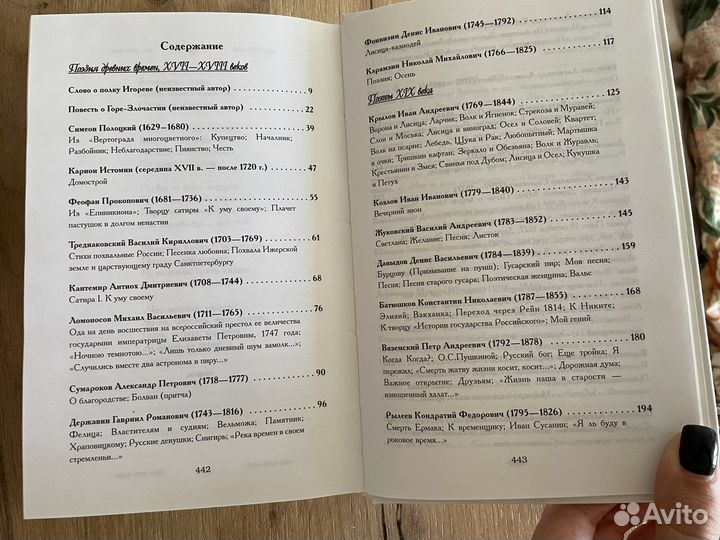 Содержание
Поэзия древних времен, XVII—XVIII веков
Слово о полку Игореве (неизвестный автор) 9
Повесть о Горе-Злочастии (неизвестный автор) 22
Симеон Полоцкий (1629—1680) 39
Из «Вертограда многоцветного»: Купецтво; Начальник;
Разбойник; Неблагодарствие; Пиянство; Честь
Карион Истомин (середина XVII в. — после 1720 г.) 47
Домострой
Феофан Прокопович (1681—1736) 55
Из «Епиникиона»; Творцу сатиры «К уму своему»; Плачет
пастушок в долгом ненастии
Тредиаковский Василий Кириллович (1703—1769) 61
Стихи похвальные России; Песенка любовна; Похвала Ижерской
земле и царствующему граду Санктпетербургу
Кантемир Антиох Дмитриевич (1708—1744) 68
Сатира I. К уму своему
Ломоносов Михаил Васильевич (1711—1765) 76
Ода на день восшествия на всероссийский престол ее величества
государыни императрицы Елизаветы Петровны, 1747 года;
«Ночною темнотою...»; «Лишь только дневный шум замолк...»;
«Случились вместе два астронома в пиру...»
Сумароков Александр Петрович (1718—1777) 90
О благородстве; Болван (притча)
Державин Гавриил Романович (1743—1816) 96
Фелица; Властителям и судиям; Вельможа; Памятник;
Храповицкому; Русские девушки; Снигирь; «Река времен в своем
стремленьи...»
442
Фонвизин Денис Иванович (1745—1792) 114
Лисица-казнодей
Карамзин Николай Михайлович (1766—1825) 117
Поэзия; Осень
Поэты XIX века
Крылов Иван Андреевич (1769—1844) 125
Ворона и Лисица; Ларчик; Волк и Ягненок; Стрекоза и Муравей;
Слон и Моська; Лисица и виноград; Осел и Соловей; Квартет;
Волк на псарне; Лебедь, Щука и Рак; Любопытный; Мартышка
и очки; Тришкин кафтан; Зеркало и Обезьяна; Волк и Журавль;
Крестьянин и Змея; Свинья под Дубом; Лисица и Осел; Кукушка
и Петух
Козлов Иван Иванович (1779—1840) 143
Вечерний звон
Жуковский Василий Андреевич (1783—1852) 145
Светлана; Желание; Песня; Листок
Давыдов Денис Васильевич (1784—1839) 159
Бурцову (Призывание на пунш); Гусарский пир; Моя песня;
Песня; Песня старого гусара; Поэтическая женщина; Вальс
Батюшков Константин Николаевич (1787—1855) 168
Элизий; Вакханка; Переход через Рейн 1814; К Никите;
К творцу «Истории государства Российского»; Мой гений
Вяземский Петр Андреевич (1792—1878) 180
Когда Когда?; О.С.Пушкиной; Русский бог; Еще тройка; Я
пережил; «Смерть жатву жизни косит, косит...»; Дорожная дума;
Важное открытие; Друзьям; «Жизнь наша в старости —
изношенный халат...»
Рылеев Кондратий Федорович (1795—1826) 194
Смерть Ермака; К временщику; Иван Сусанин; «Я ль буду в
роковое время...»
443
Avito